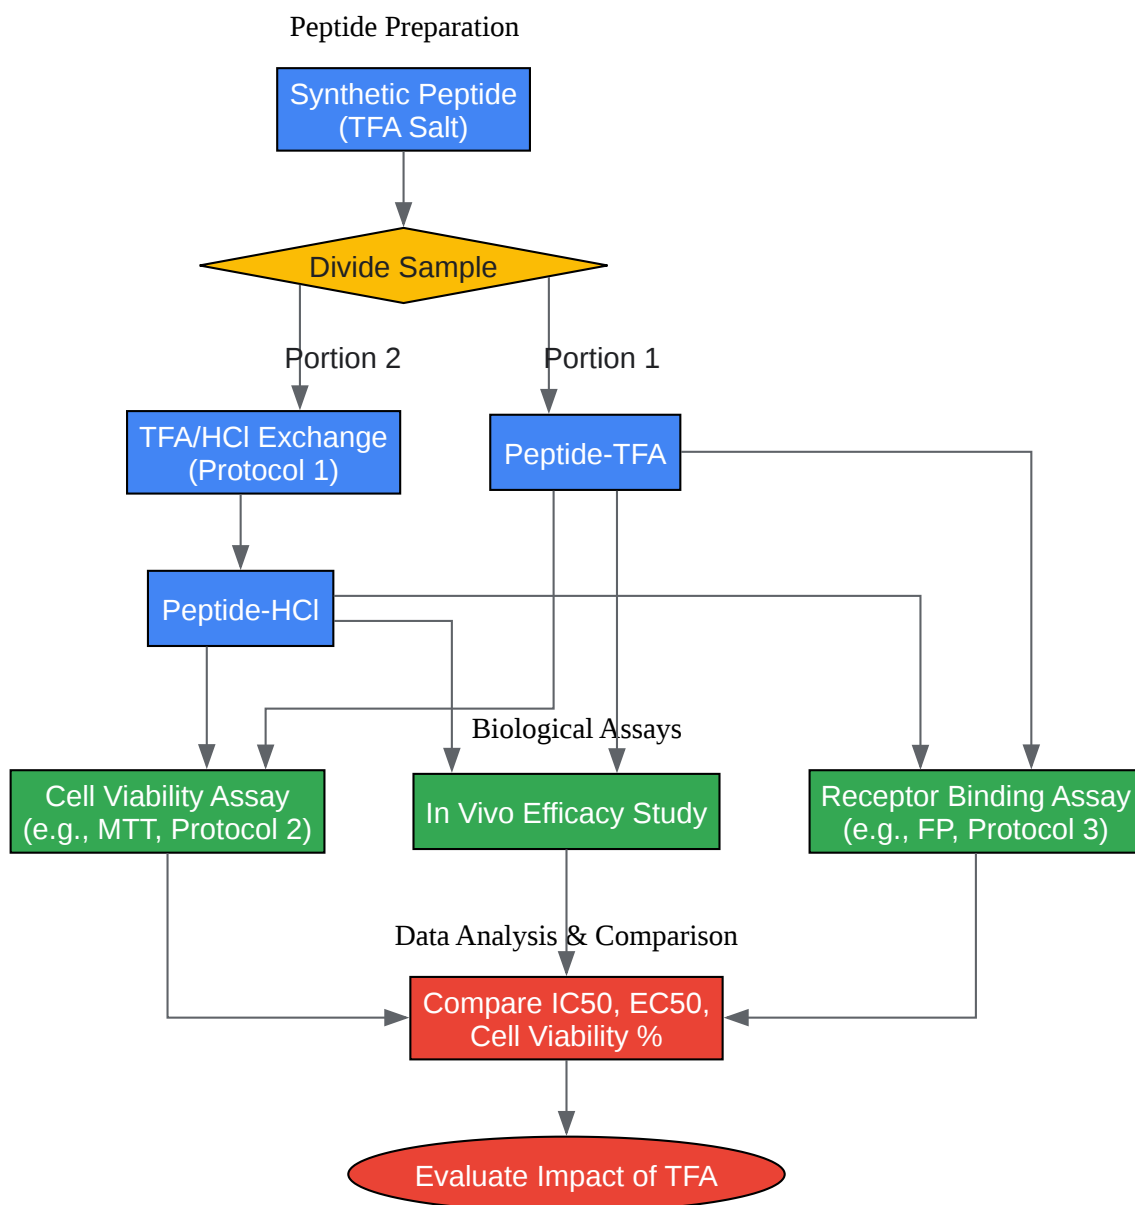 Peptide Preparation
Synthetic Peptide
(TFA Salt)
Divide Sample
Portion 2
Portion 1
TFA/HCl Exchange
(Protocol 1)
Peptide-TFA
Peptide-HCl
Biological Assays
Cell Viability Assay
(e.g., MTT, Protocol 2)
In Vivo Efficacy Study
Receptor Binding Assay
(e.g., FP, Protocol 3)
Data Analysis & Comparison
Compare IC50, EC50,
Cell Viability %
Evaluate Impact of TFA